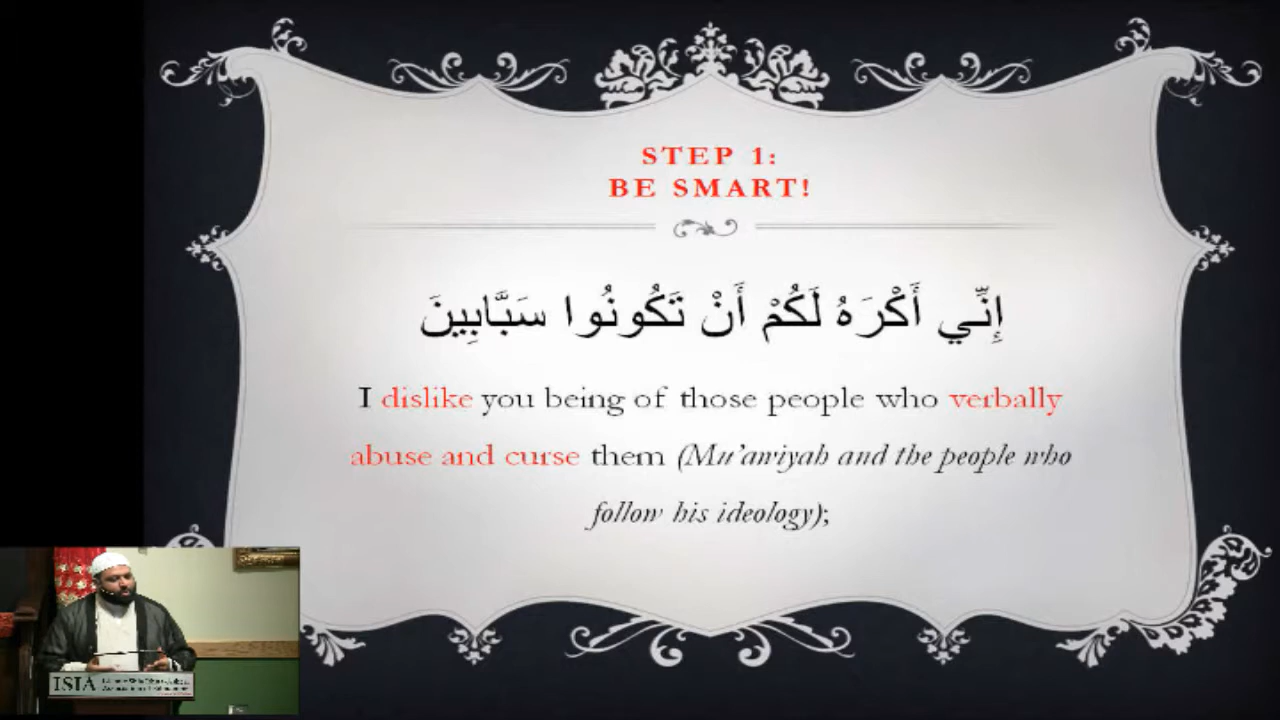 STEP 1:
BE SMART!
إِنِّي أَكْرَهُ لَكُمْ أَنْ تَكُونُوا سَبَّابِينَ
I dislike you being of those people who verbally
abuse and curse them (Mu'awiyah and the people who
follow his ideology);
ISIA